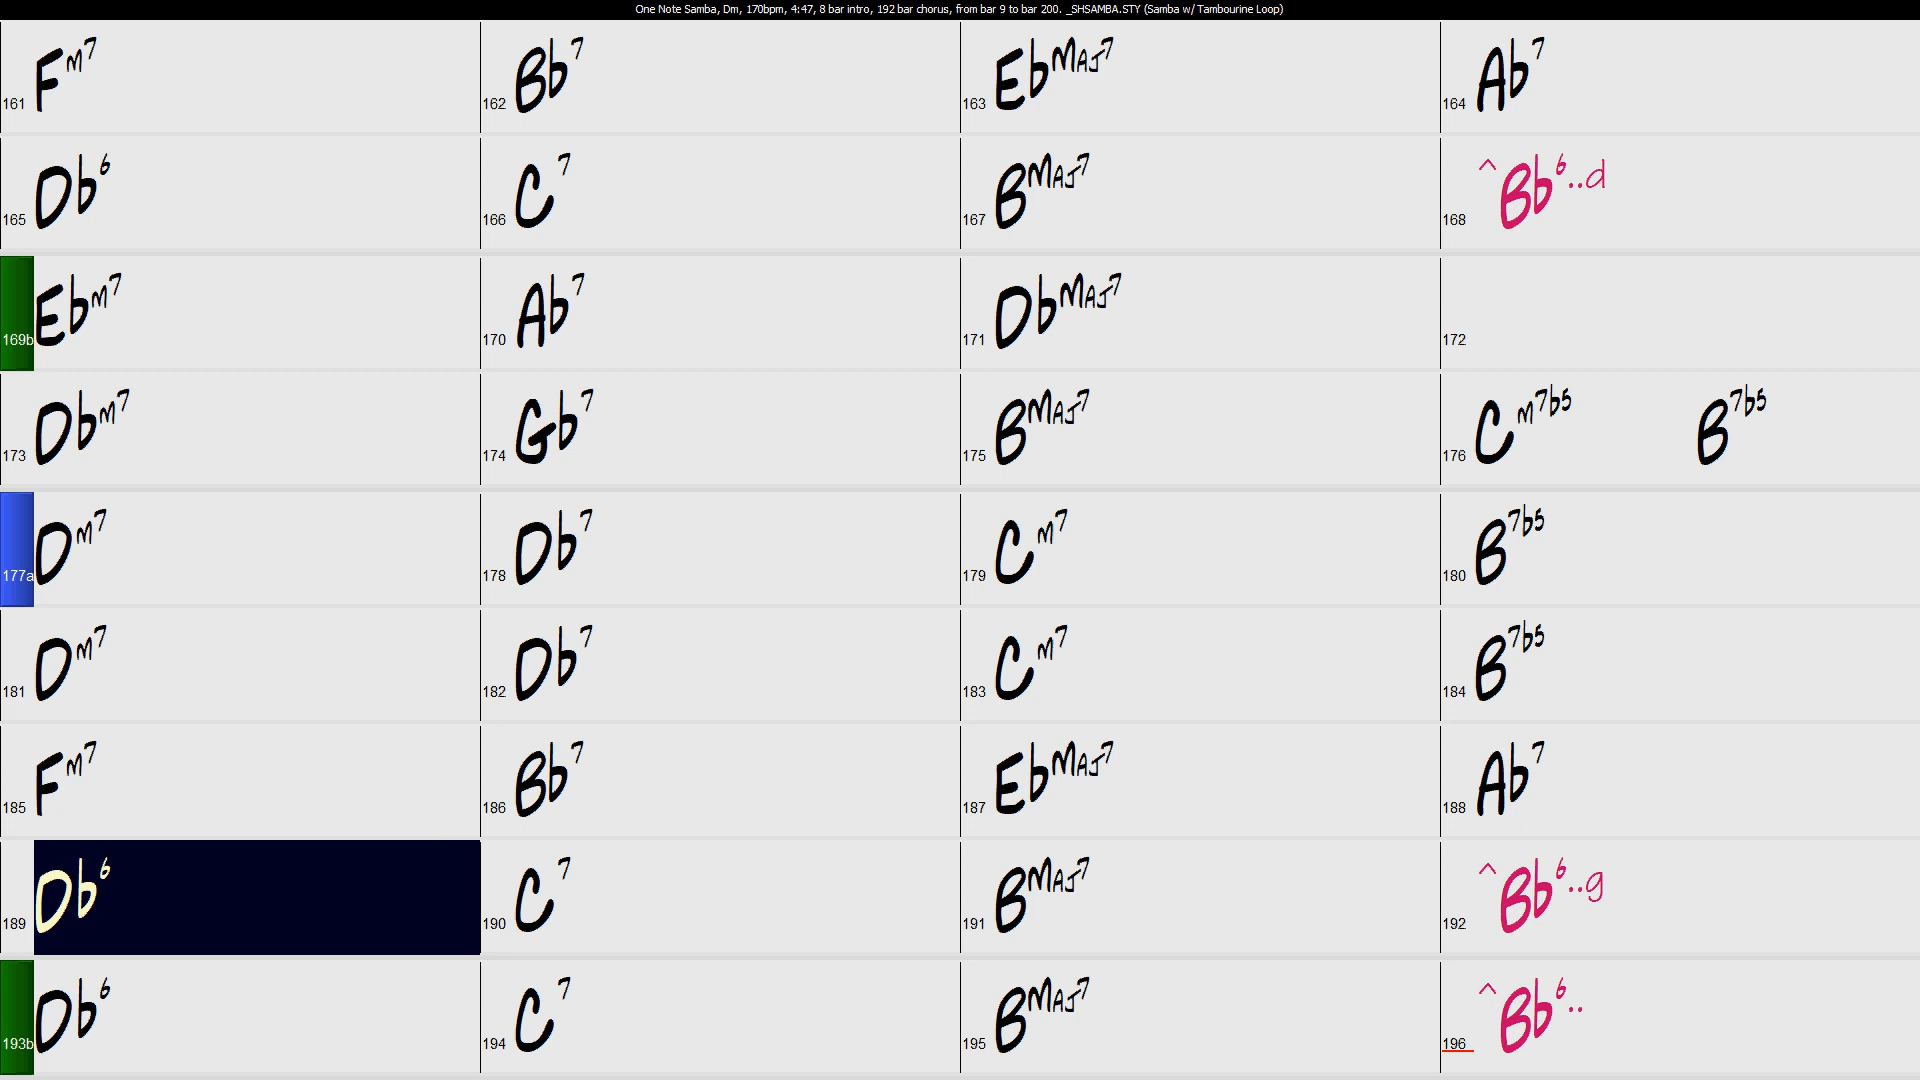 One Note Samba, Dm, 170bpm, 4:47, 8 bar intro, 192 bar chorus, from bar 9 to bar 200. _SHSAMBA.STY (Samba w/ Tambourine Loop)
161 Fm7 162 Bb7 163 EbMAJ7 164 Ab7
165 Db6 166 C7 167 BMAJ7 168 ^Bb6..d
169b Ebm7 170 Ab7 171 DbMAJ7 172
173 Dbm7 174 Gb7 175 BMAJ7 176 Cm7b5 B7b5
177a Dm7 178 Db7 179 Cm7 180 B7b5
181 Dm7 182 Db7 183 Cm7 184 B7b5
185 Fm7 186 Bb7 187 EbMAJ7 188 Ab7
189 Db6 190 C7 191 BMAJ7 192 ^Bb6..g
193b Db6 194 C7 195 BMAJ7 196 ^Bb6..